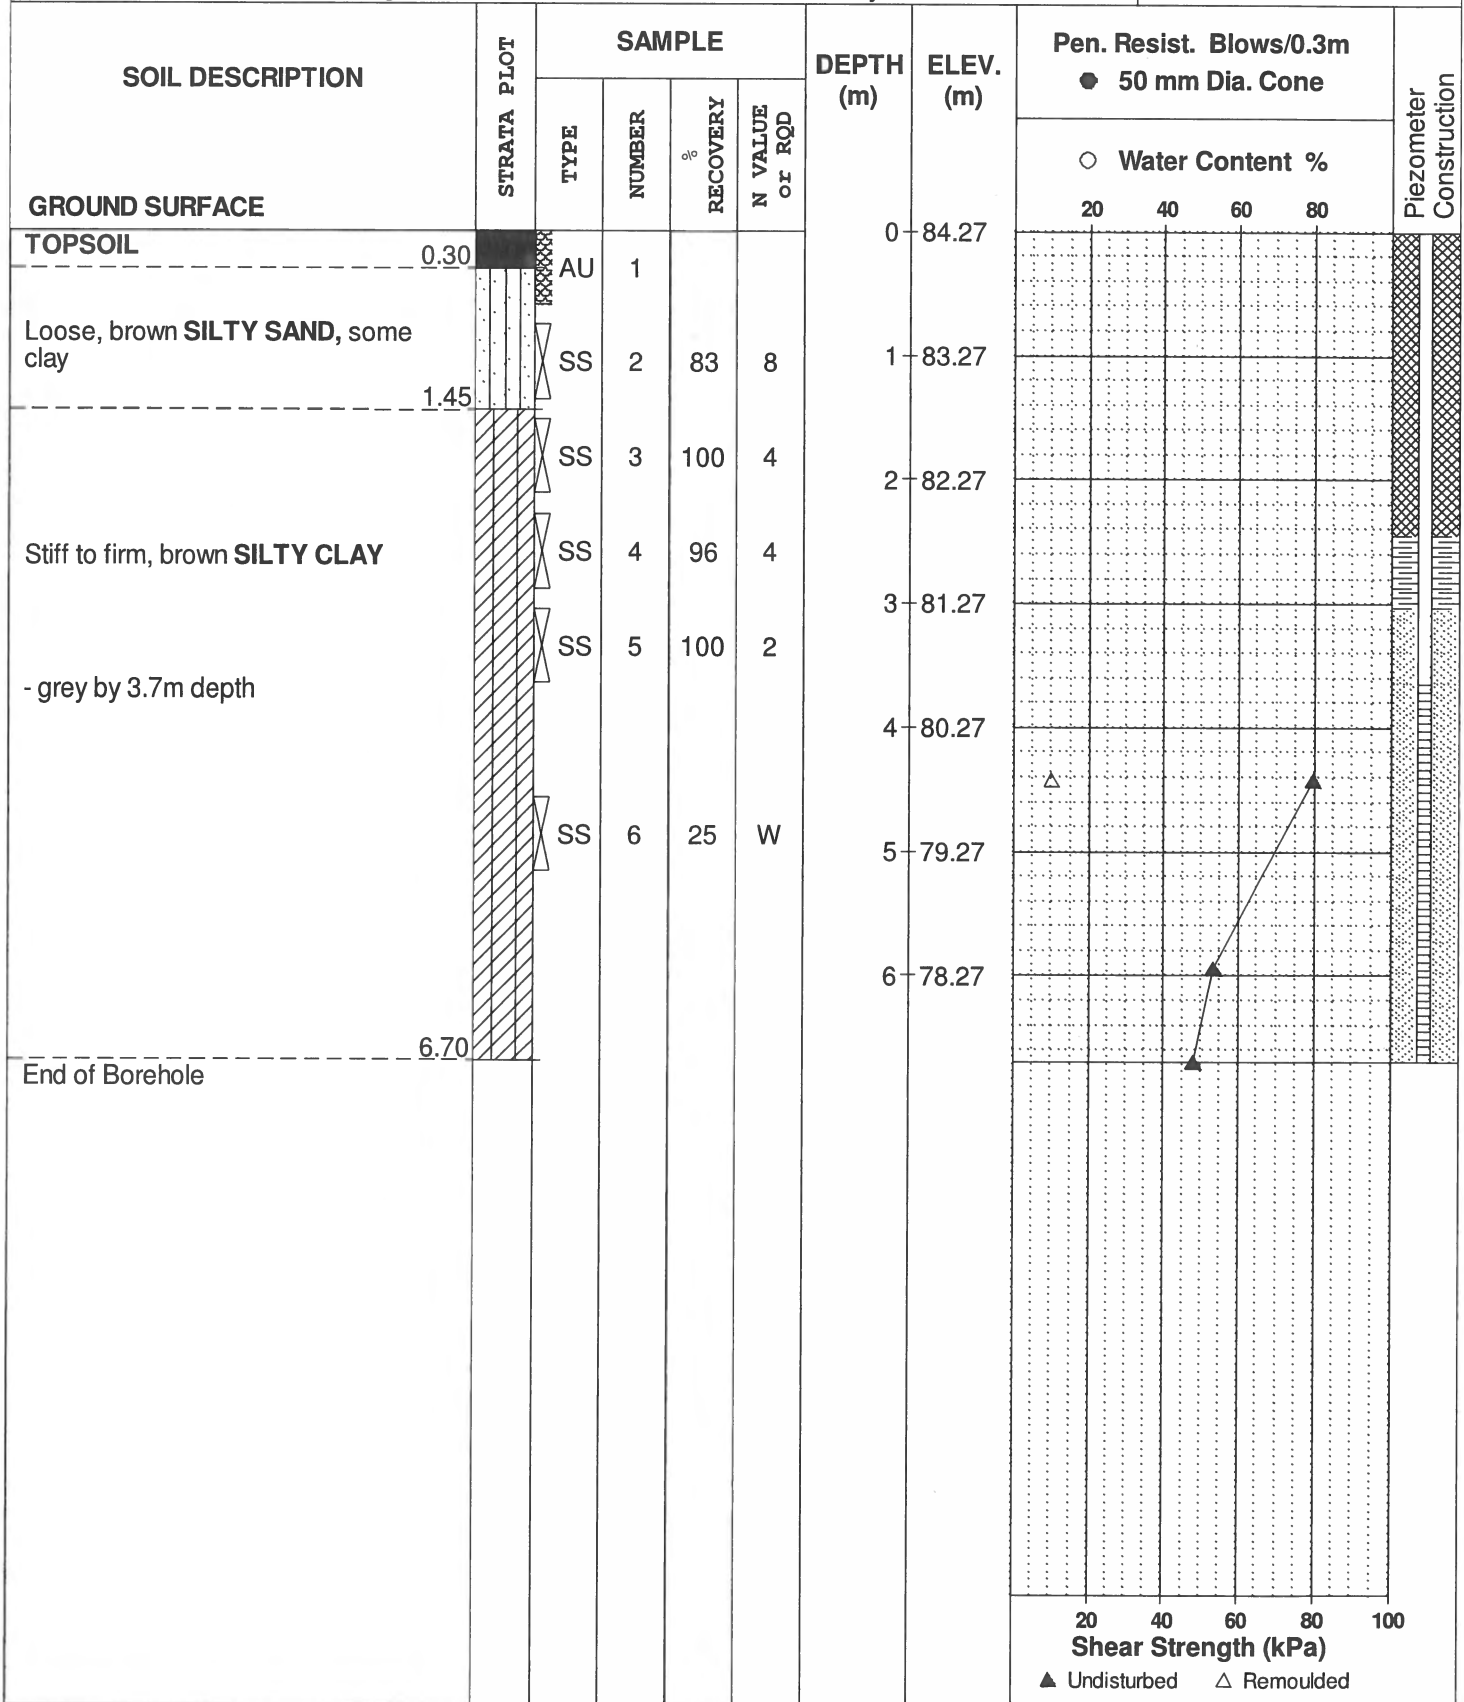 SOIL DESCRIPTION
GROUND SURFACE
STRATA PLOT
SAMPLE
TYPE
NUMBER
% RECOVERY
N VALUE or RQD
DEPTH (m)
ELEV. (m)
Pen. Resist. Blows/0.3m
● 50 mm Dia. Cone
○ Water Content %
20 40 60 80
Piezometer Construction
TOPSOIL
0.30
AU 1
0 84.27
Loose, brown SILTY SAND, some
clay
1.45
SS 2 83 8
1 83.27
SS 3 100 4
2 82.27
Stiff to firm, brown SILTY CLAY
SS 4 96 4
3 81.27
SS 5 100 2
- grey by 3.7m depth
4 80.27
SS 6 25 W
5 79.27
6 78.27
6.70
End of Borehole
20 40 60 80 100
Shear Strength (kPa)
▲ Undisturbed △ Remoulded